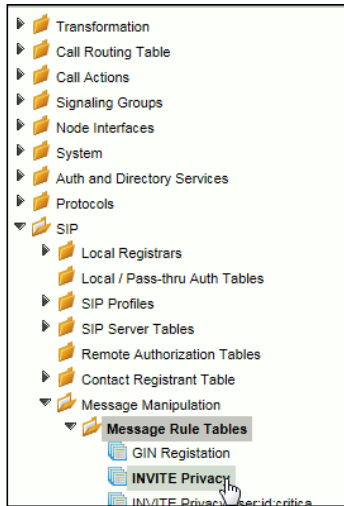 Transformation
Call Routing Table
Call Actions
Signaling Groups
Node Interfaces
System
Auth and Directory Services
Protocols
SIP
Local Registrars
Local / Pass-thru Auth Tables
SIP Profiles
SIP Server Tables
Remote Authorization Tables
Contact Registrant Table
Message Manipulation
Message Rule Tables
GIN Registation
INVITE Privacy
INVITE Privacy